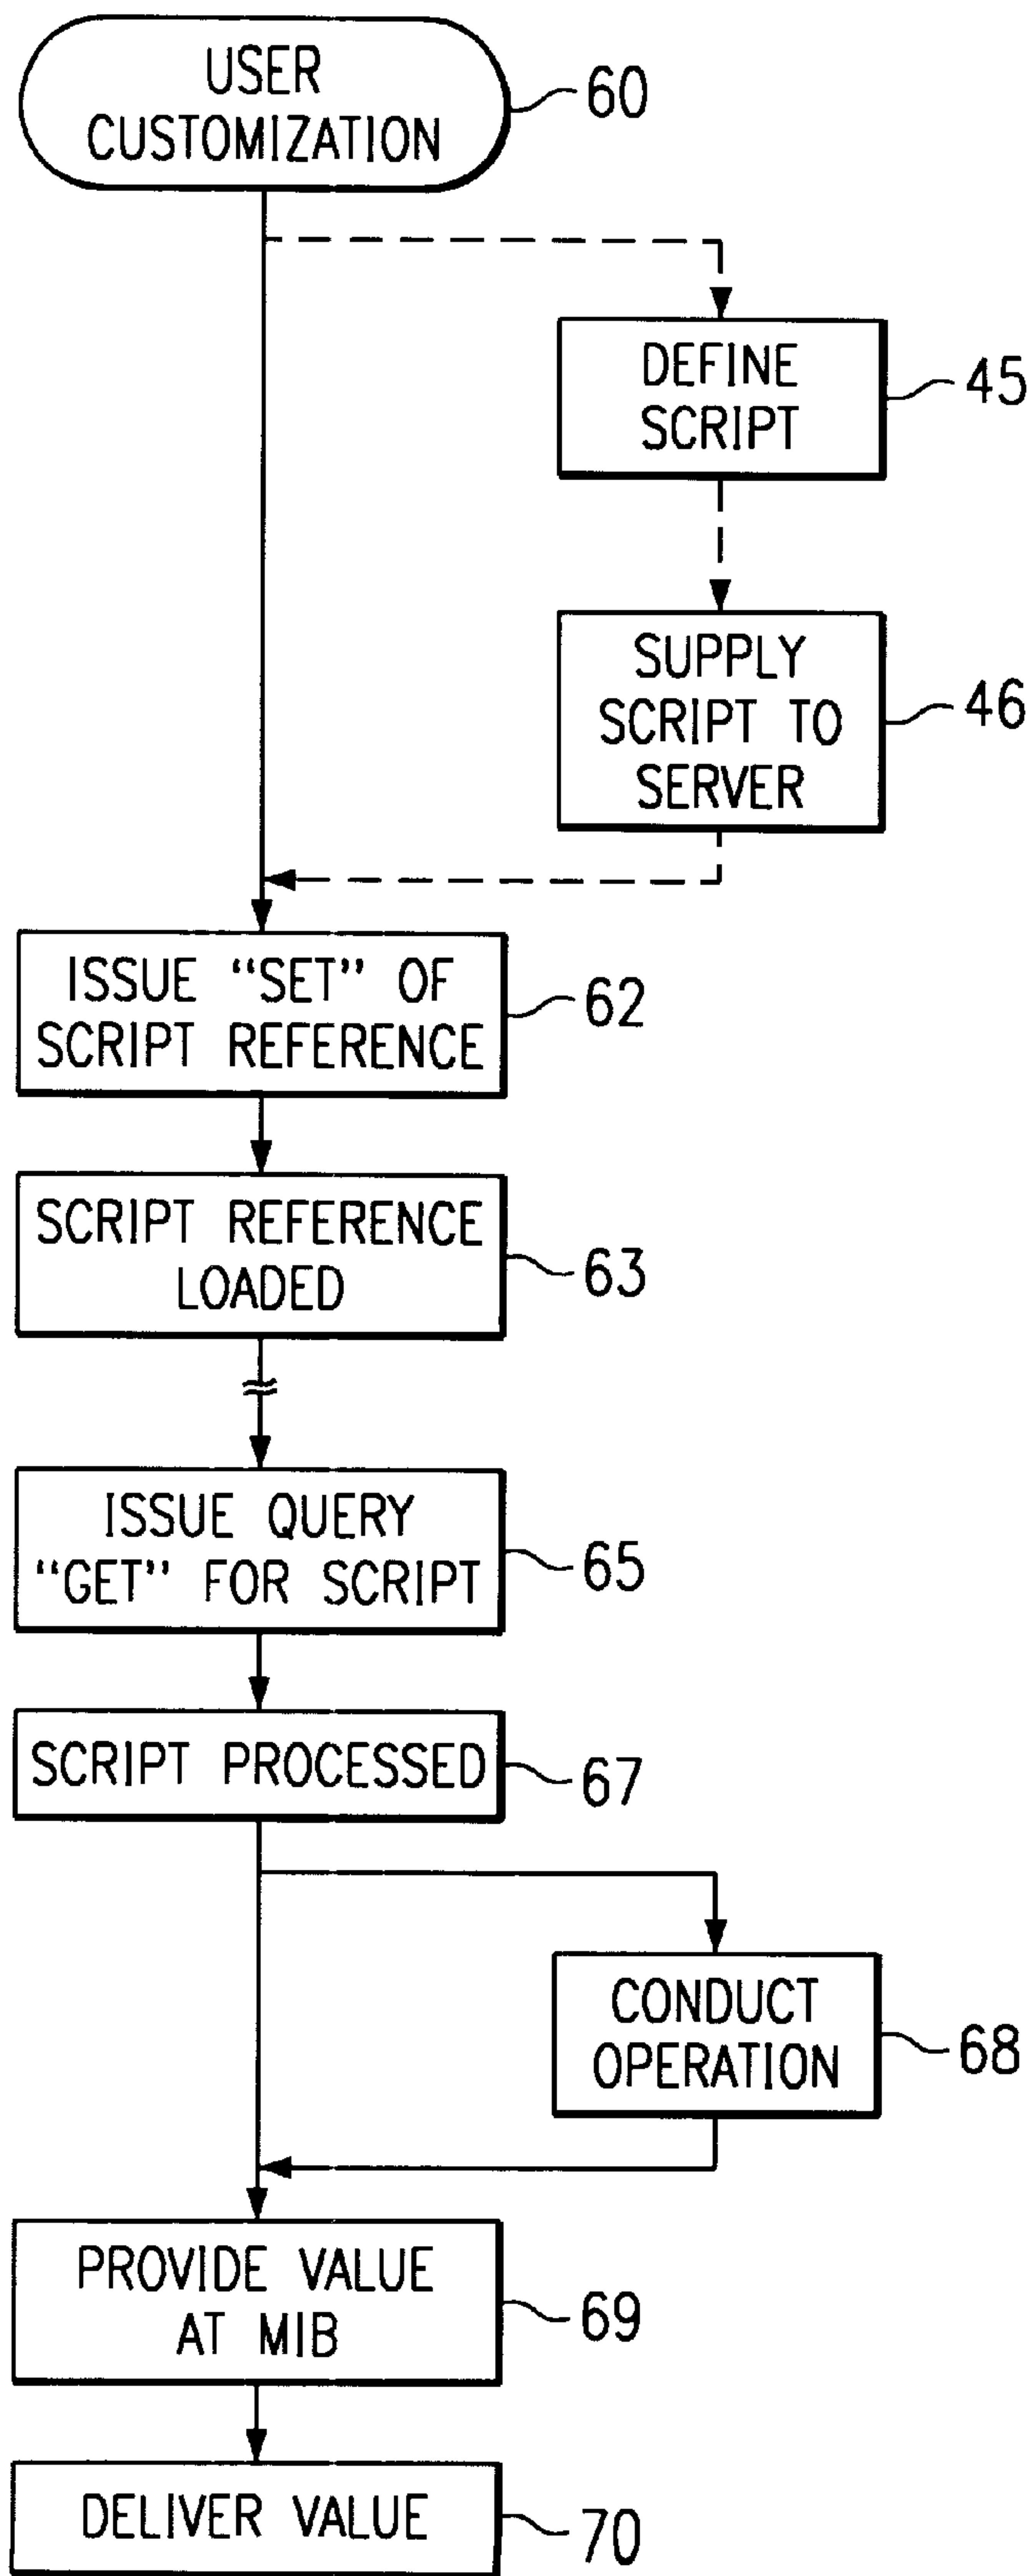 USER
CUSTOMIZATION
60
DEFINE
SCRIPT
45
SUPPLY
SCRIPT TO
SERVER
46
ISSUE “SET” OF
SCRIPT REFERENCE
62
SCRIPT REFERENCE
LOADED
63
ISSUE QUERY
“GET” FOR SCRIPT
65
SCRIPT PROCESSED
67
CONDUCT
OPERATION
68
PROVIDE VALUE
AT MIB
69
DELIVER VALUE
70